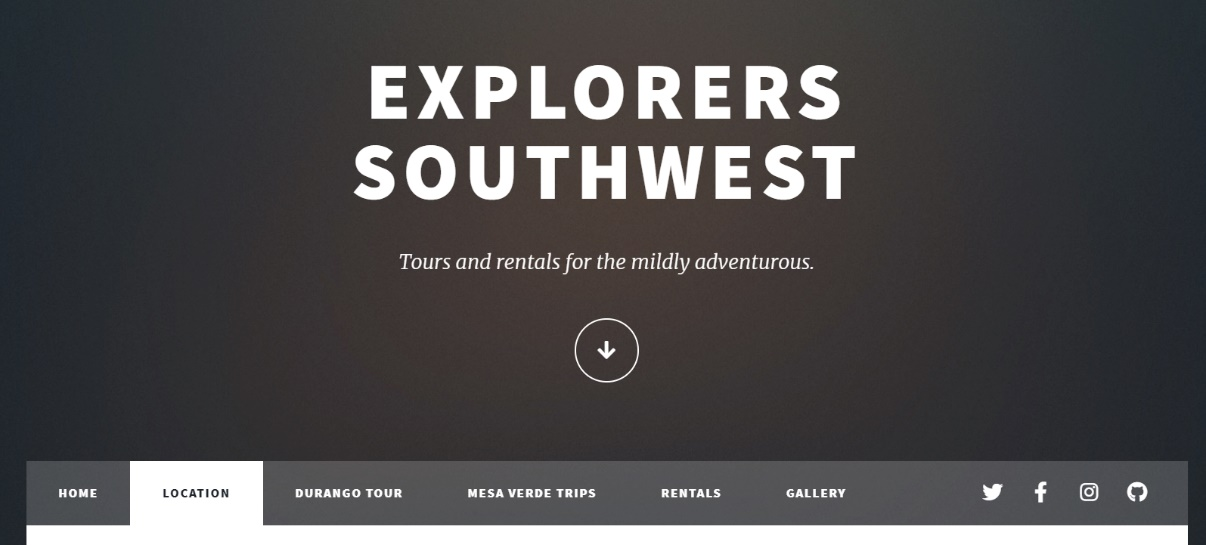 EXPLORERS
SOUTHWEST
Tours and rentals for the mildly adventurous.
HOME LOCATION DURANGO TOUR MESA VERDE TRIPS RENTALS GALLERY